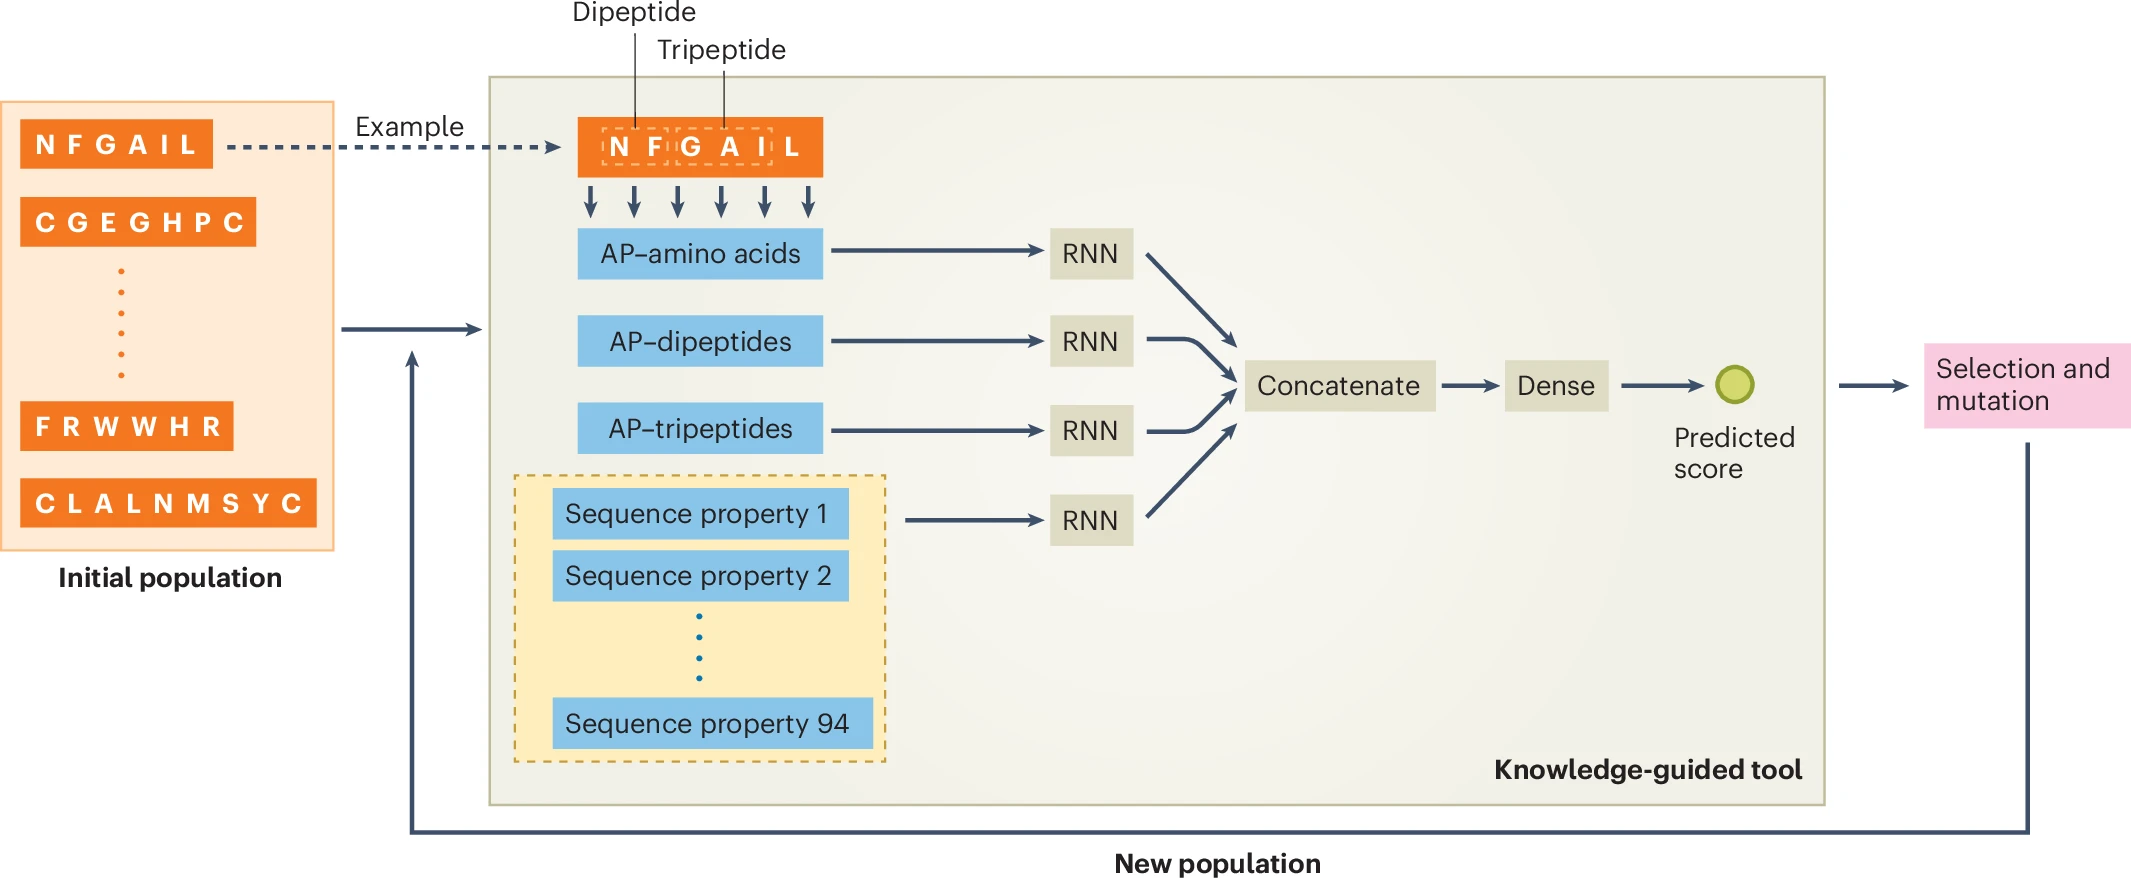 Dipeptide
Tripeptide
N F G A I L
Example
N F G A I L
C G E G H P C
F R W W H R
C L A L N M S Y C
Initial population
AP–amino acids
RNN
AP–dipeptides
RNN
AP–tripeptides
RNN
Sequence property 1
RNN
Sequence property 2
Sequence property 94
Concatenate
Dense
Predicted
score
Knowledge-guided tool
Selection and
mutation
New population